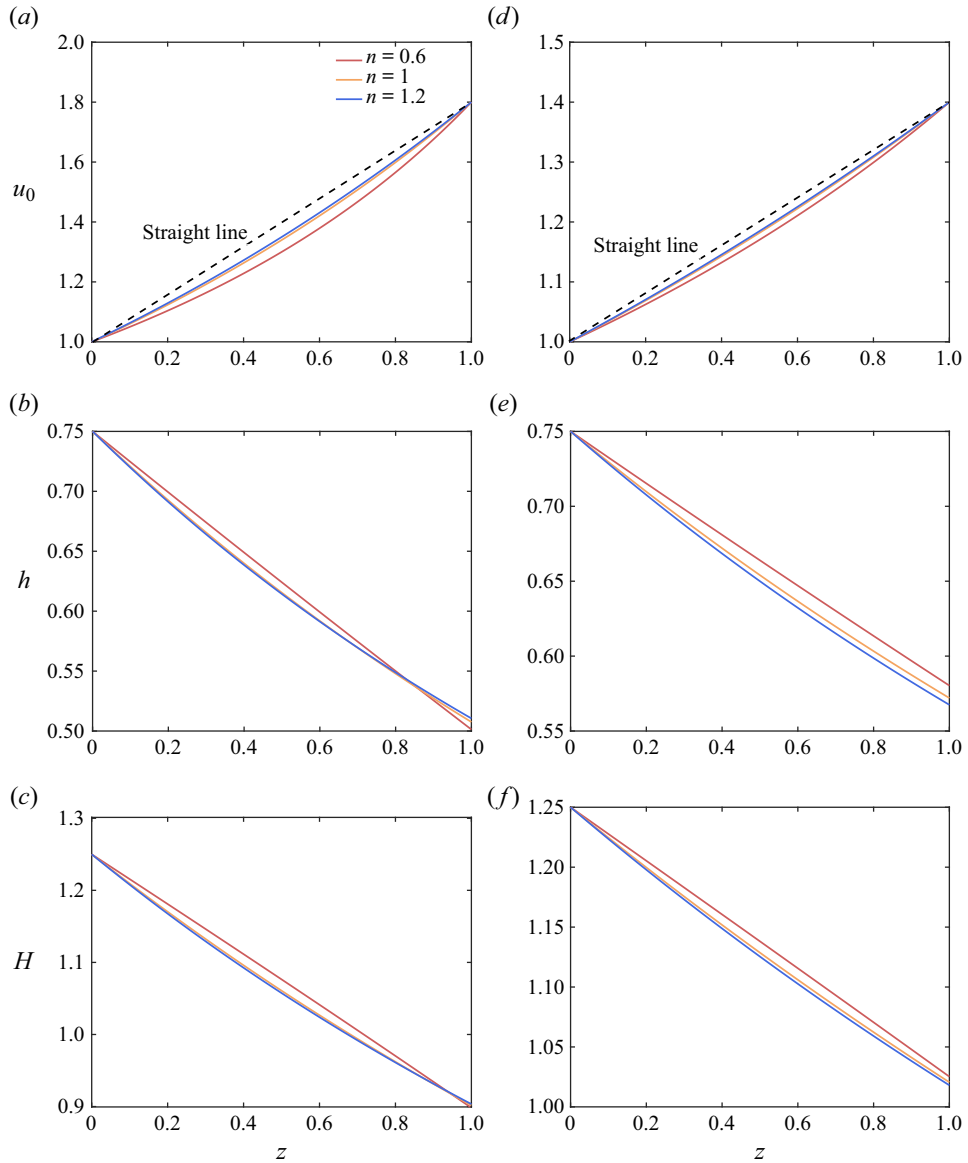 (a)
2.0
1.8
1.6
u0
1.4
1.2
1.0
n = 0.6
n = 1
n = 1.2
Straight line
0 0.2 0.4 0.6 0.8 1.0
(d)
1.5
1.4
1.3
1.2
1.1
1.0
Straight line
0 0.2 0.4 0.6 0.8 1.0
(b)
0.75
0.70
0.65
h
0.60
0.55
0.50
0 0.2 0.4 0.6 0.8 1.0
(e)
0.75
0.70
0.65
0.60
0.55
0 0.2 0.4 0.6 0.8 1.0
(c)
1.3
1.2
1.1
H
1.0
0.9
0 0.2 0.4 0.6 0.8 1.0
z
(f)
1.25
1.20
1.15
1.10
1.05
1.00
0 0.2 0.4 0.6 0.8 1.0
z